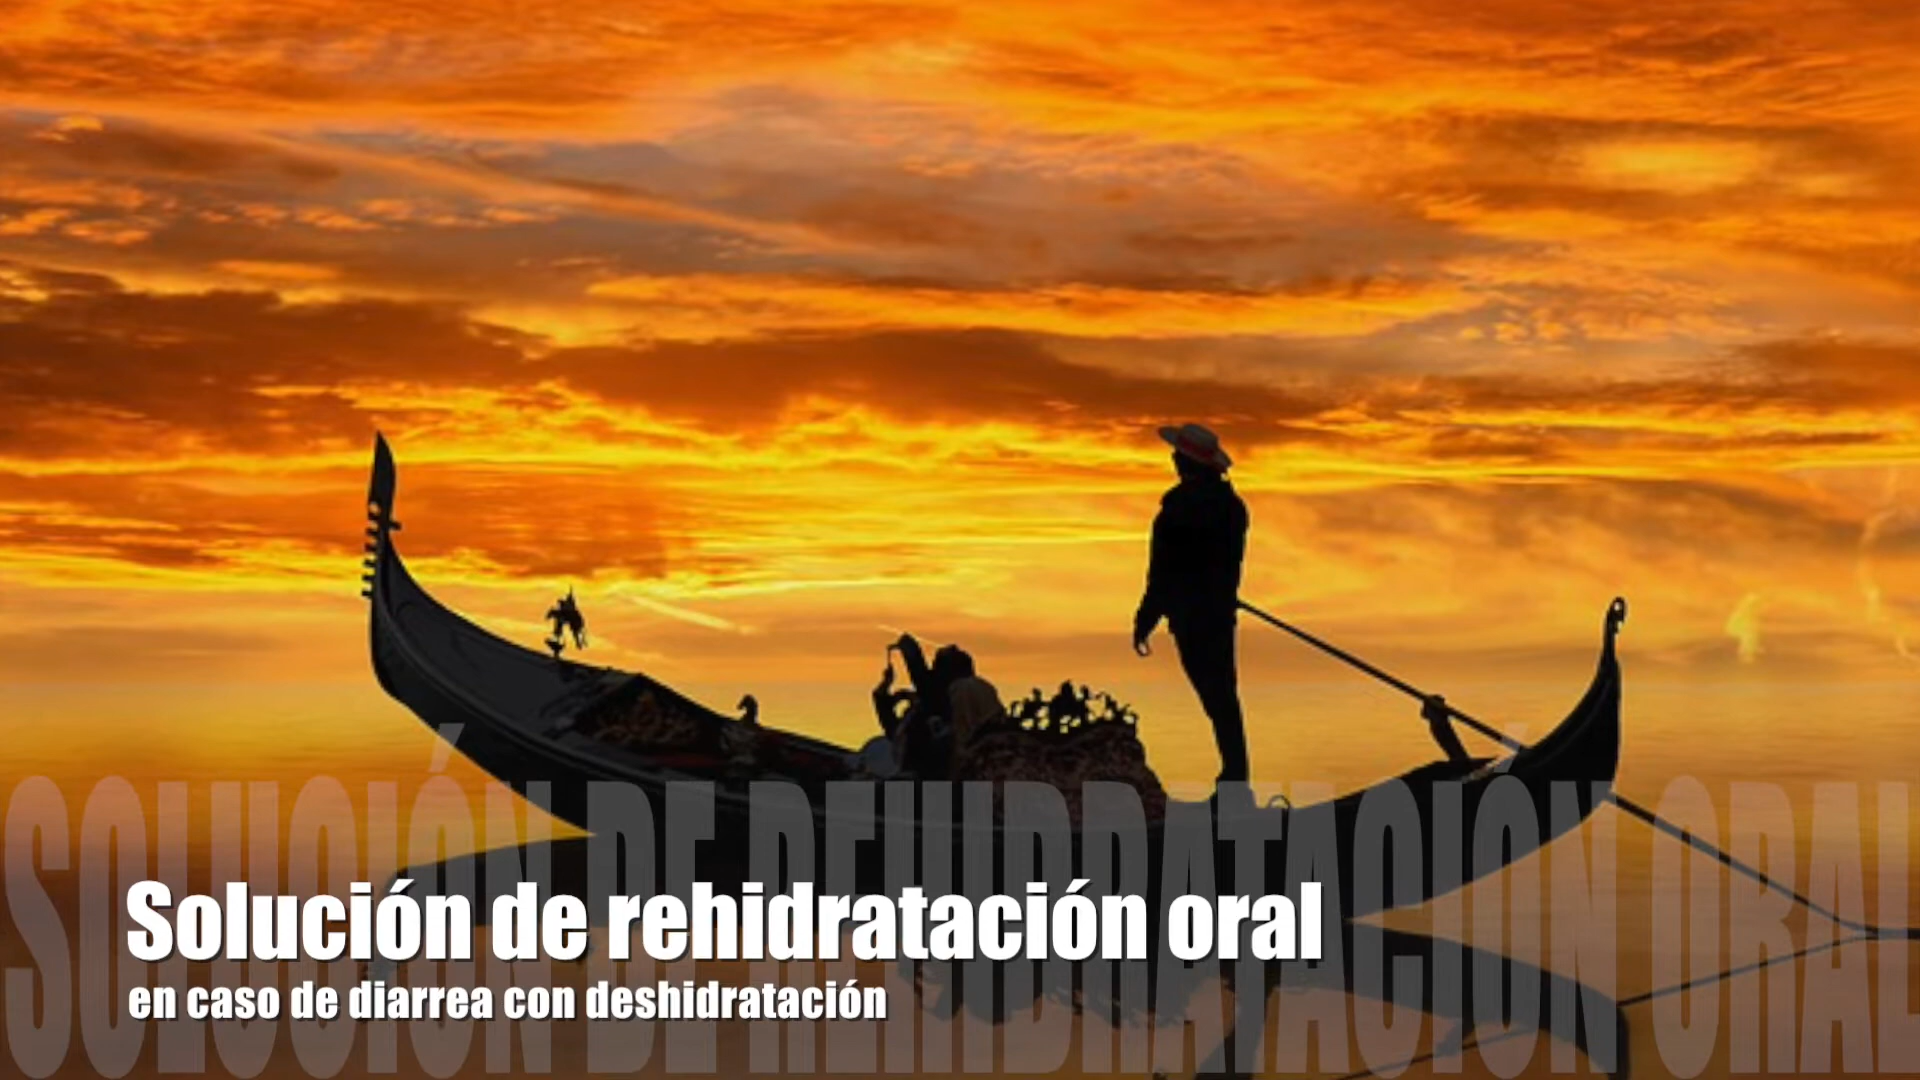 SOLUCIÓN DE REHIDRATACIÓN ORAL
Solución de rehidratación oral
en caso de diarrea con deshidratación